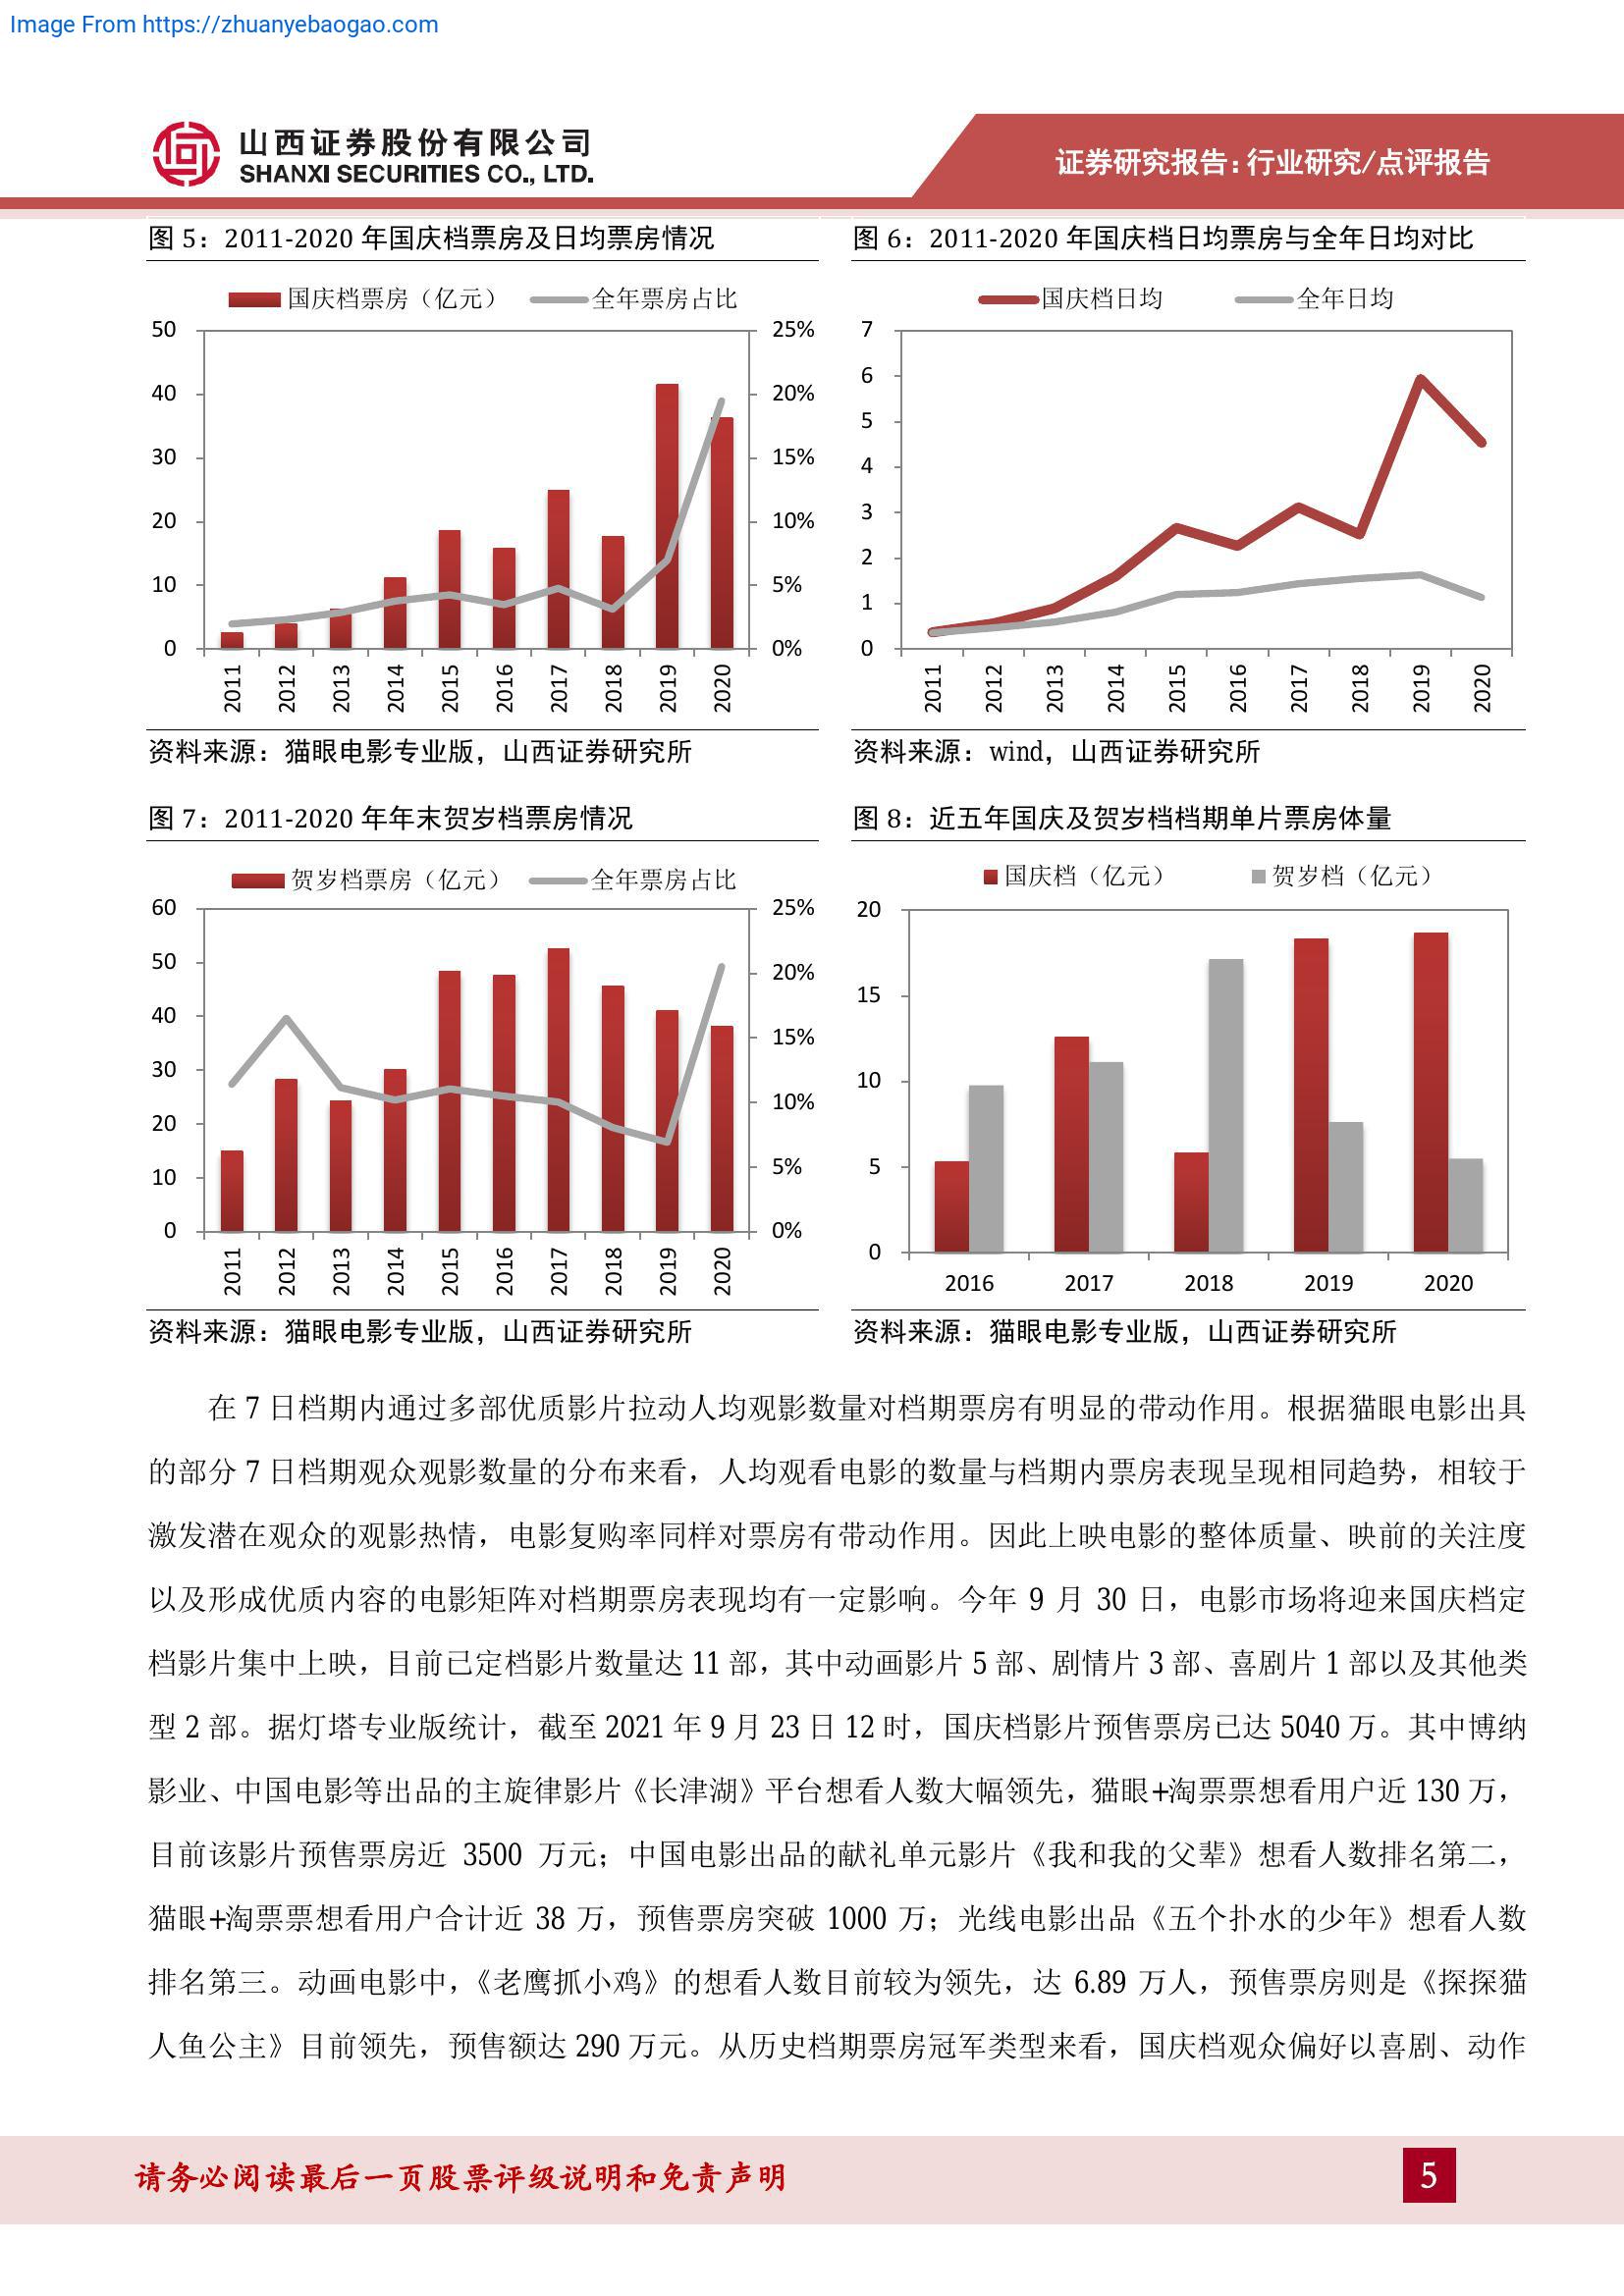 Image From https://zhuanyebaogao.com
山西证券股份有限公司
SHANXI SECURITIES CO., LTD.
证券研究报告:行业研究/点评报告
图 5：2011-2020 年国庆档票房及日均票房情况
国庆档票房（亿元） 全年票房占比
50 25%
40 20%
30 15%
20 10%
10 5%
0 0%
2011 2012 2013 2014 2015 2016 2017 2018 2019 2020
资料来源：猫眼电影专业版，山西证券研究所
图 6：2011-2020 年国庆档日均票房与全年日均对比
国庆档日均 全年日均
7
6
5
4
3
2
1
0
2011 2012 2013 2014 2015 2016 2017 2018 2019 2020
资料来源：wind，山西证券研究所
图 7：2011-2020 年年末贺岁档票房情况
贺岁档票房（亿元） 全年票房占比
60 25%
50 20%
40 15%
30 10%
20 5%
10 0%
0
2011 2012 2013 2014 2015 2016 2017 2018 2019 2020
资料来源：猫眼电影专业版，山西证券研究所
图 8：近五年国庆及贺岁档档期单片票房体量
国庆档（亿元） 贺岁档（亿元）
20
15
10
5
0
2016 2017 2018 2019 2020
资料来源：猫眼电影专业版，山西证券研究所
在 7 日档期内通过多部优质影片拉动人均观影数量对档期票房有明显的带动作用。根据猫眼电影出具
的部分 7 日档期观众观影数量的分布来看，人均观看电影的数量与档期内票房表现呈现相同趋势，相较于
激发潜在观众的观影热情，电影复购率同样对票房有带动作用。因此上映电影的整体质量、映前的关注度
以及形成优质内容的电影矩阵对档期票房表现均有一定影响。今年 9 月 30 日，电影市场将迎来国庆档定
档影片集中上映，目前已定档影片数量达 11 部，其中动画影片 5 部、剧情片 3 部、喜剧片 1 部以及其他类
型 2 部。据灯塔专业版统计，截至 2021 年 9 月 23 日 12 时，国庆档影片预售票房已达 5040 万。其中博纳
影业、中国电影等出品的主旋律影片《长津湖》平台想看人数大幅领先，猫眼+淘票票想看用户近 130 万，
目前该影片预售票房近 3500 万元；中国电影出品的献礼单元影片《我和我的父辈》想看人数排名第二，
猫眼+淘票票想看用户合计近 38 万，预售票房突破 1000 万；光线电影出品《五个扑水的少年》想看人数
排名第三。动画电影中，《老鹰抓小鸡》的想看人数目前较为领先，达 6.89 万人，预售票房则是《探探猫
人鱼公主》目前领先，预售额达 290 万元。从历史档期票房冠军类型来看，国庆档观众偏好以喜剧、动作
请务必阅读最后一页股票评级说明和免责声明
5